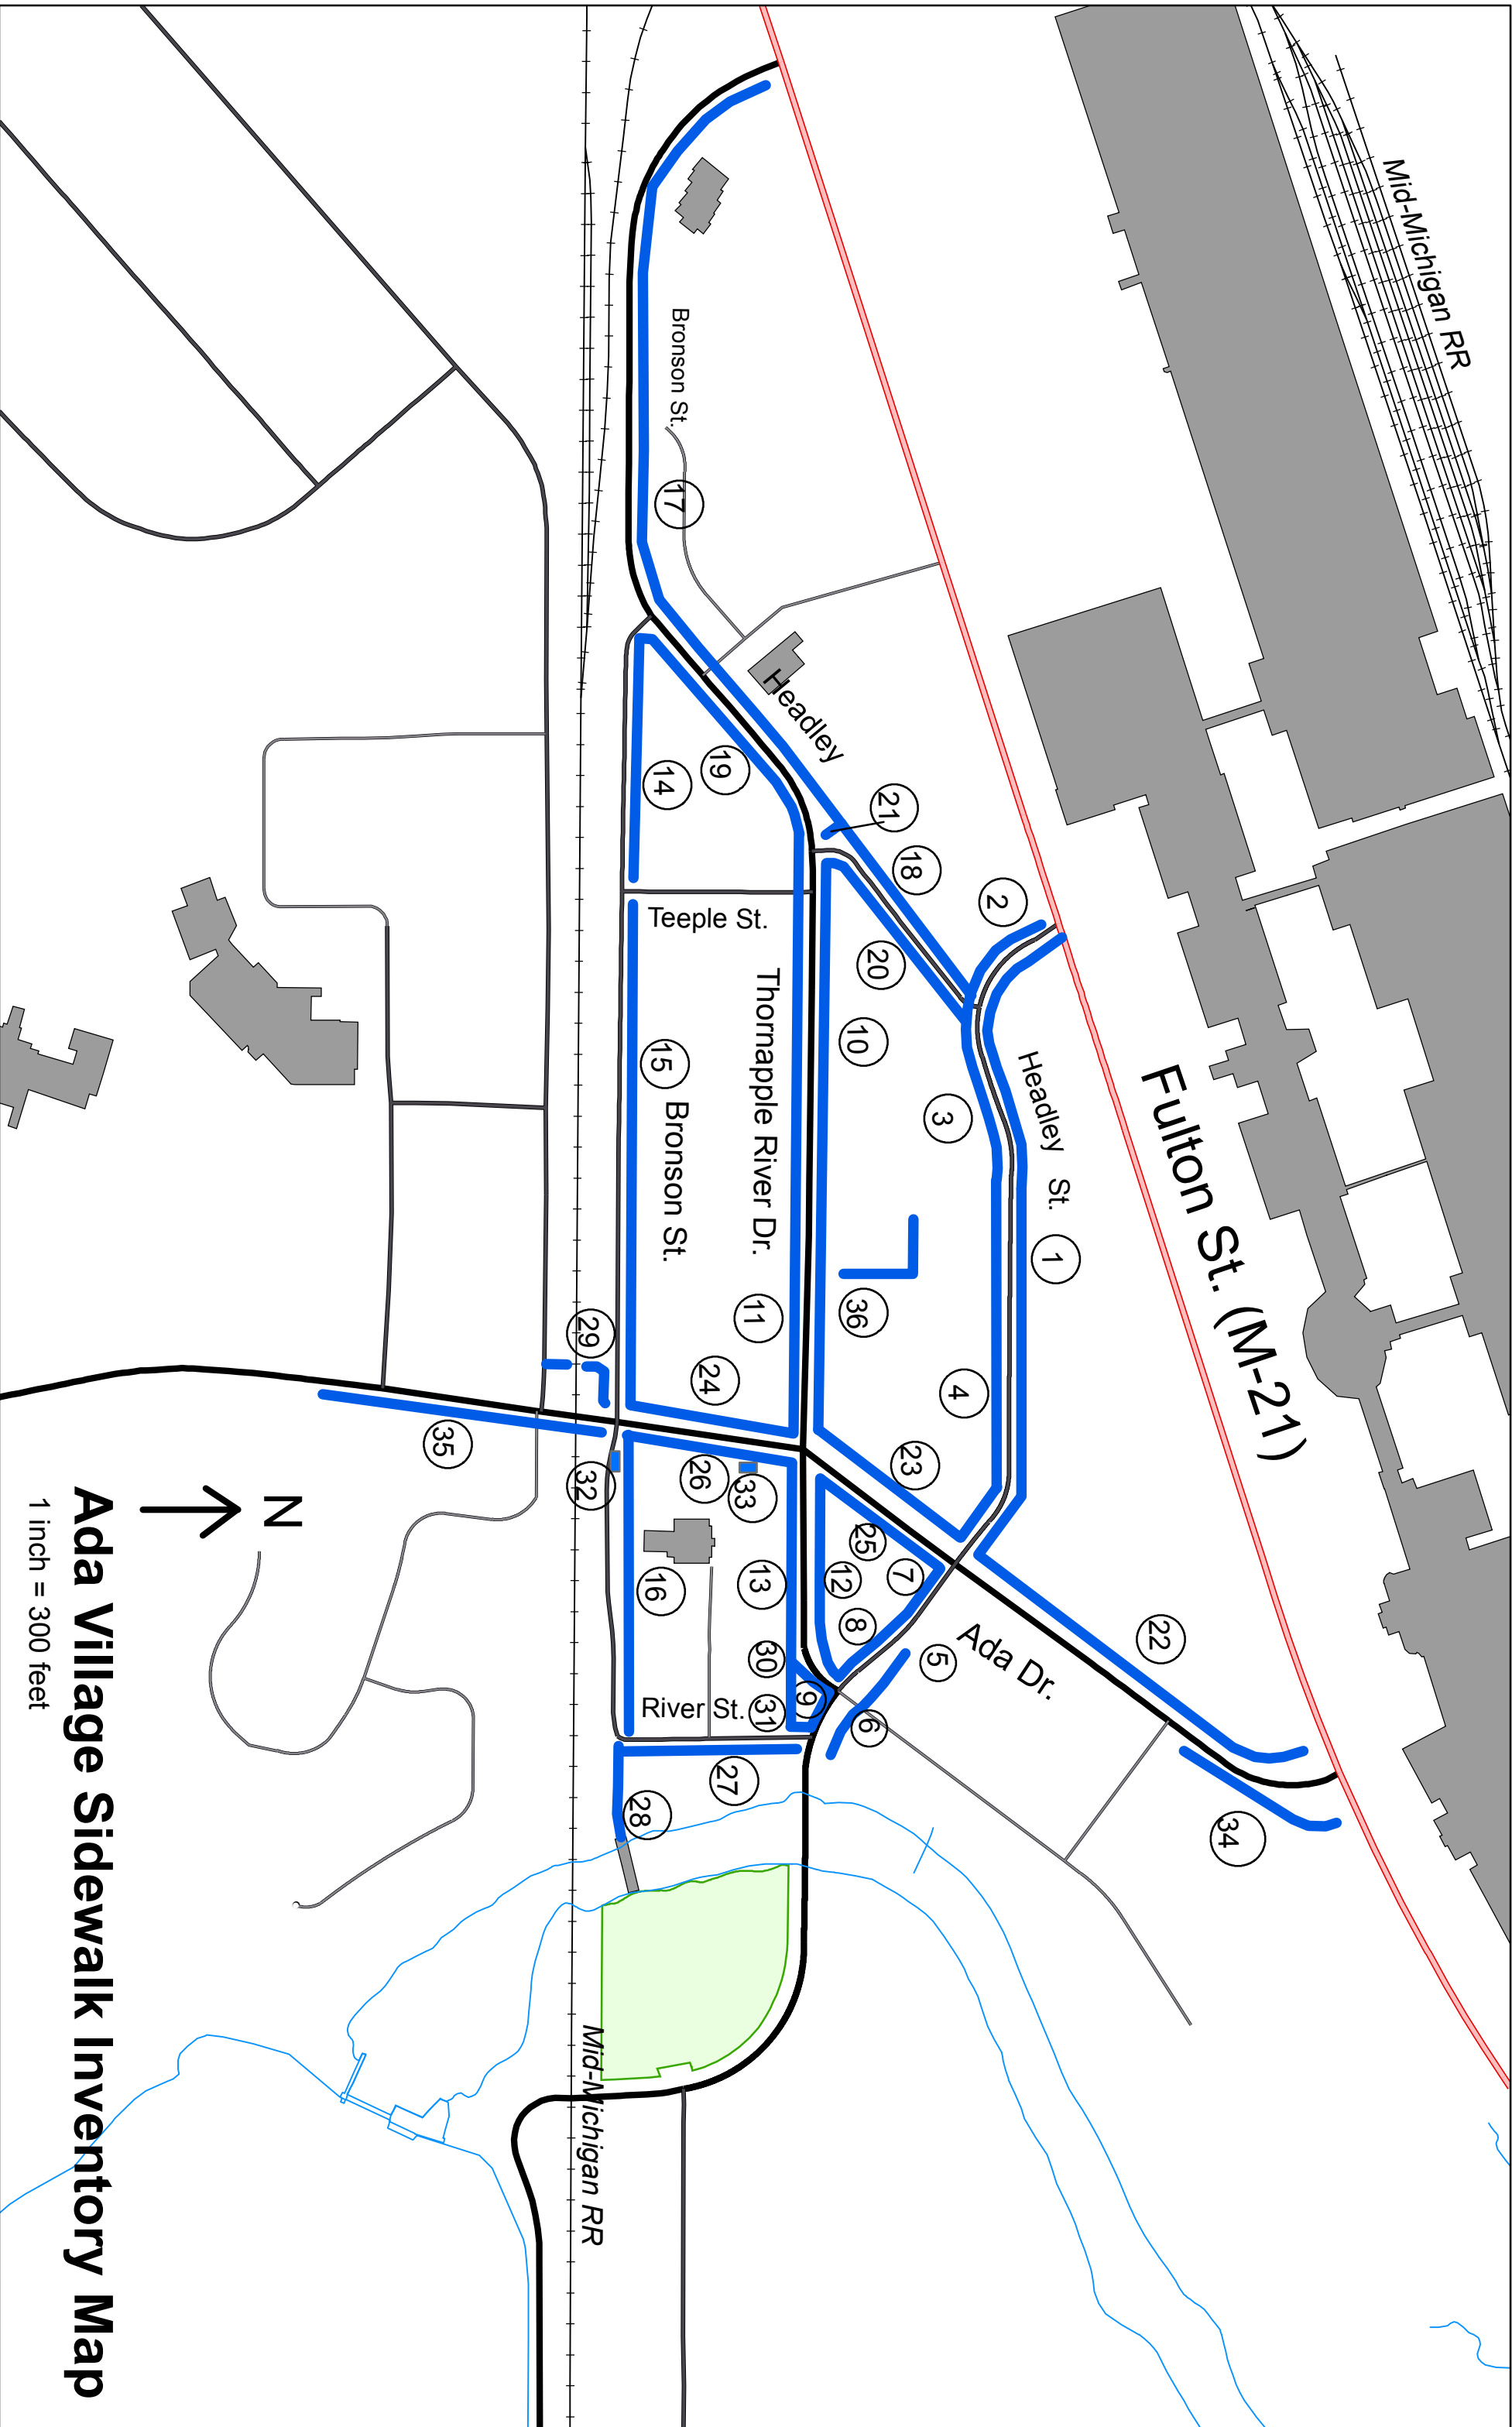 Mid-Michigan RR
Fulton St. (M-21)
Bronson St.
Headley
Headley St.
Teeple St.
Thornapple River Dr.
Bronson St.
Ada Dr.
River St.
Mid-Michigan RR
17
19
14
21
18
2
20
10
3
15
1
36
11
4
24
29
23
35
26
33
32
25
7
12
13
16
8
22
5
30
9
31
6
27
28
34
N
Ada Village Sidewalk Inventory Map
1 inch = 300 feet